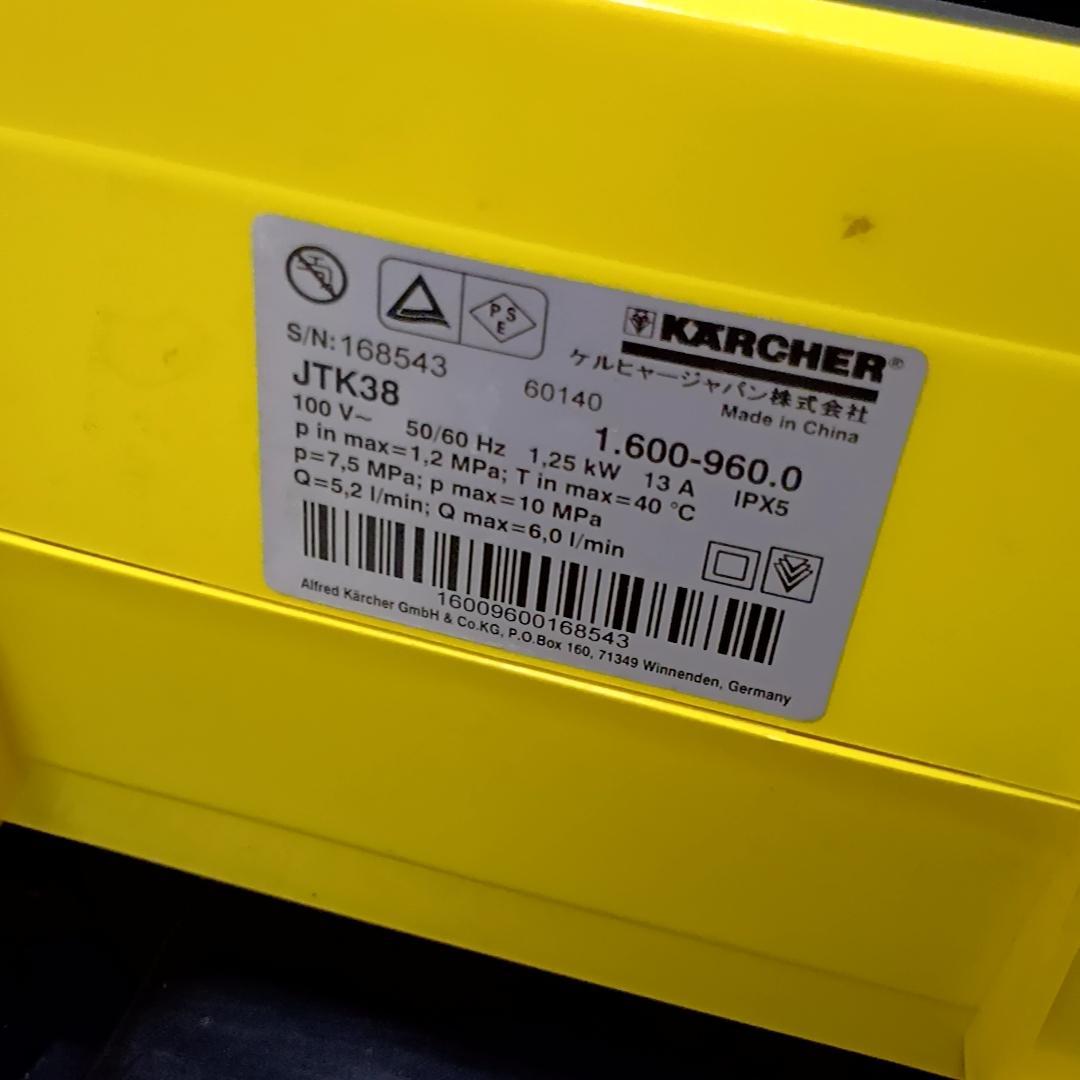 PSE
KÄRCHER®
ケルヒャージャパン株式会社
Made in China
S/N: 168543
60140
JTK38
1.600-960.0
100 V~ 50/60 Hz 1,25 kW 13 A IPX5
p in max=1,2 MPa; T in max=40 °C
p=7,5 MPa; p max=10 MPa
Q=5,2 l/min; Q max=6,0 l/min
16009600168543
Alfred Kärcher GmbH & Co.KG, P.O.Box 160, 71349 Winnenden, Germany